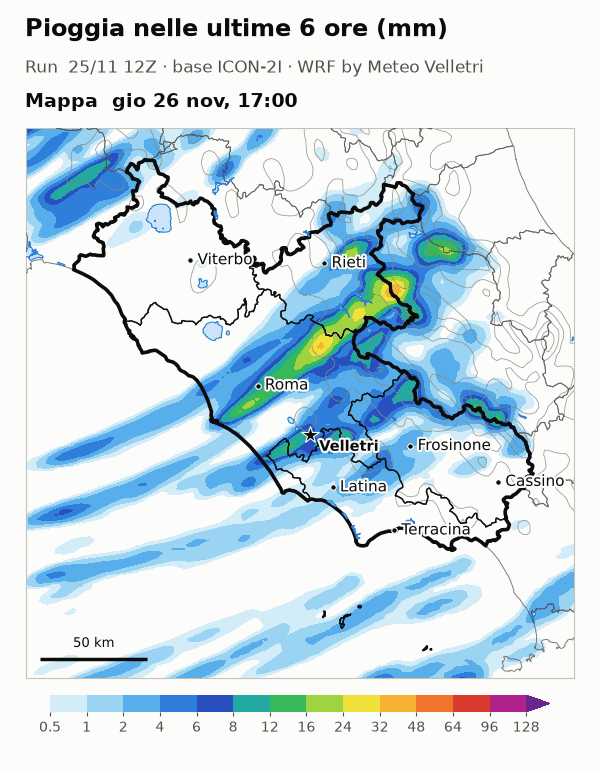 Pioggia nelle ultime 6 ore (mm)
Run 25/11 12Z · base ICON-2I · WRF by Meteo Velletri
Mappa gio 26 nov, 17:00
Viterbo
Rieti
Roma
Velletri
Frosinone
Latina
Cassino
Terracina
50 km
0.5 1 2 4 6 8 12 16 24 32 48 64 96 128